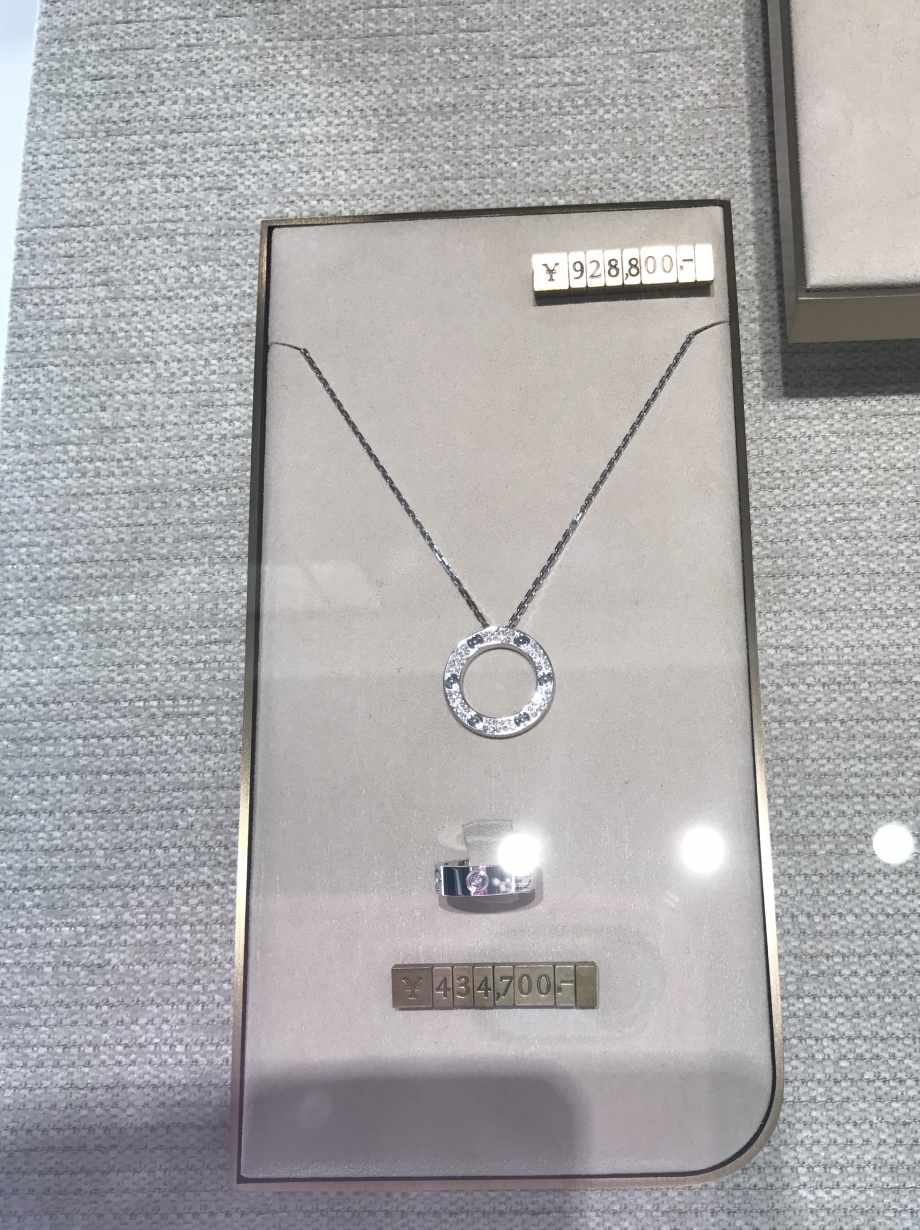 ¥ 928,800.-
¥ 434,700.-